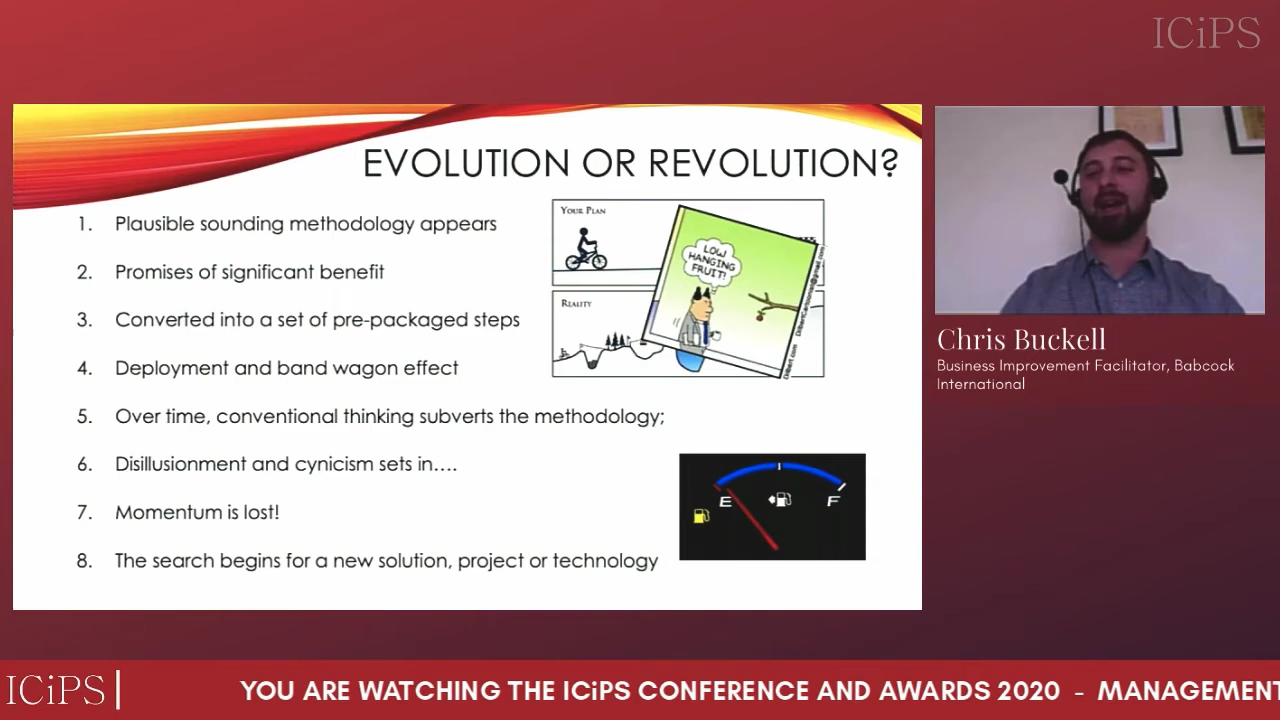 ICiPS
EVOLUTION OR REVOLUTION?
1. Plausible sounding methodology appears
2. Promises of significant benefit
3. Converted into a set of pre-packaged steps
4. Deployment and band wagon effect
5. Over time, conventional thinking subverts the methodology;
6. Disillusionment and cynicism sets in….
7. Momentum is lost!
8. The search begins for a new solution, project or technology
YOUR PLAN
REALITY
LOW
HANGING
FRUIT!
E
F
Chris Buckell
Business Improvement Facilitator, Babcock
International
ICiPS
YOU ARE WATCHING THE ICiPS CONFERENCE AND AWARDS 2020 - MANAGEMENT